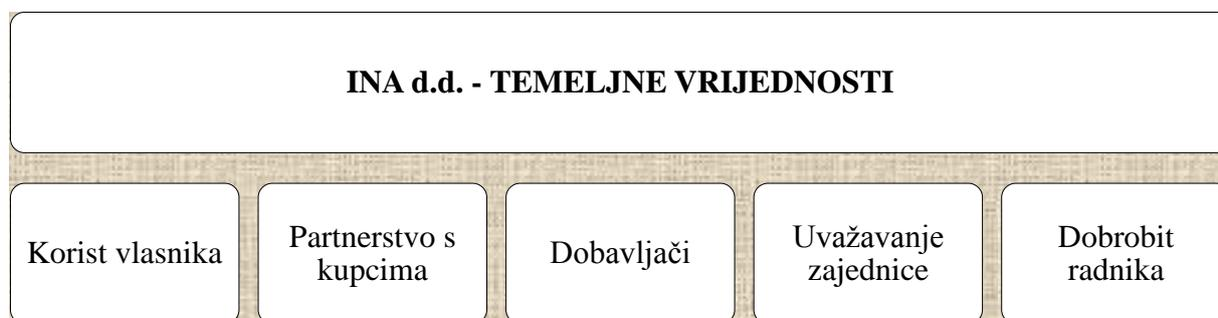 INA d.d. - TEMELJNE VRIJEDNOSTI
Korist vlasnika
Partnerstvo s
kupcima
Dobavljači
Uvažavanje
zajednice
Dobrobit
radnika